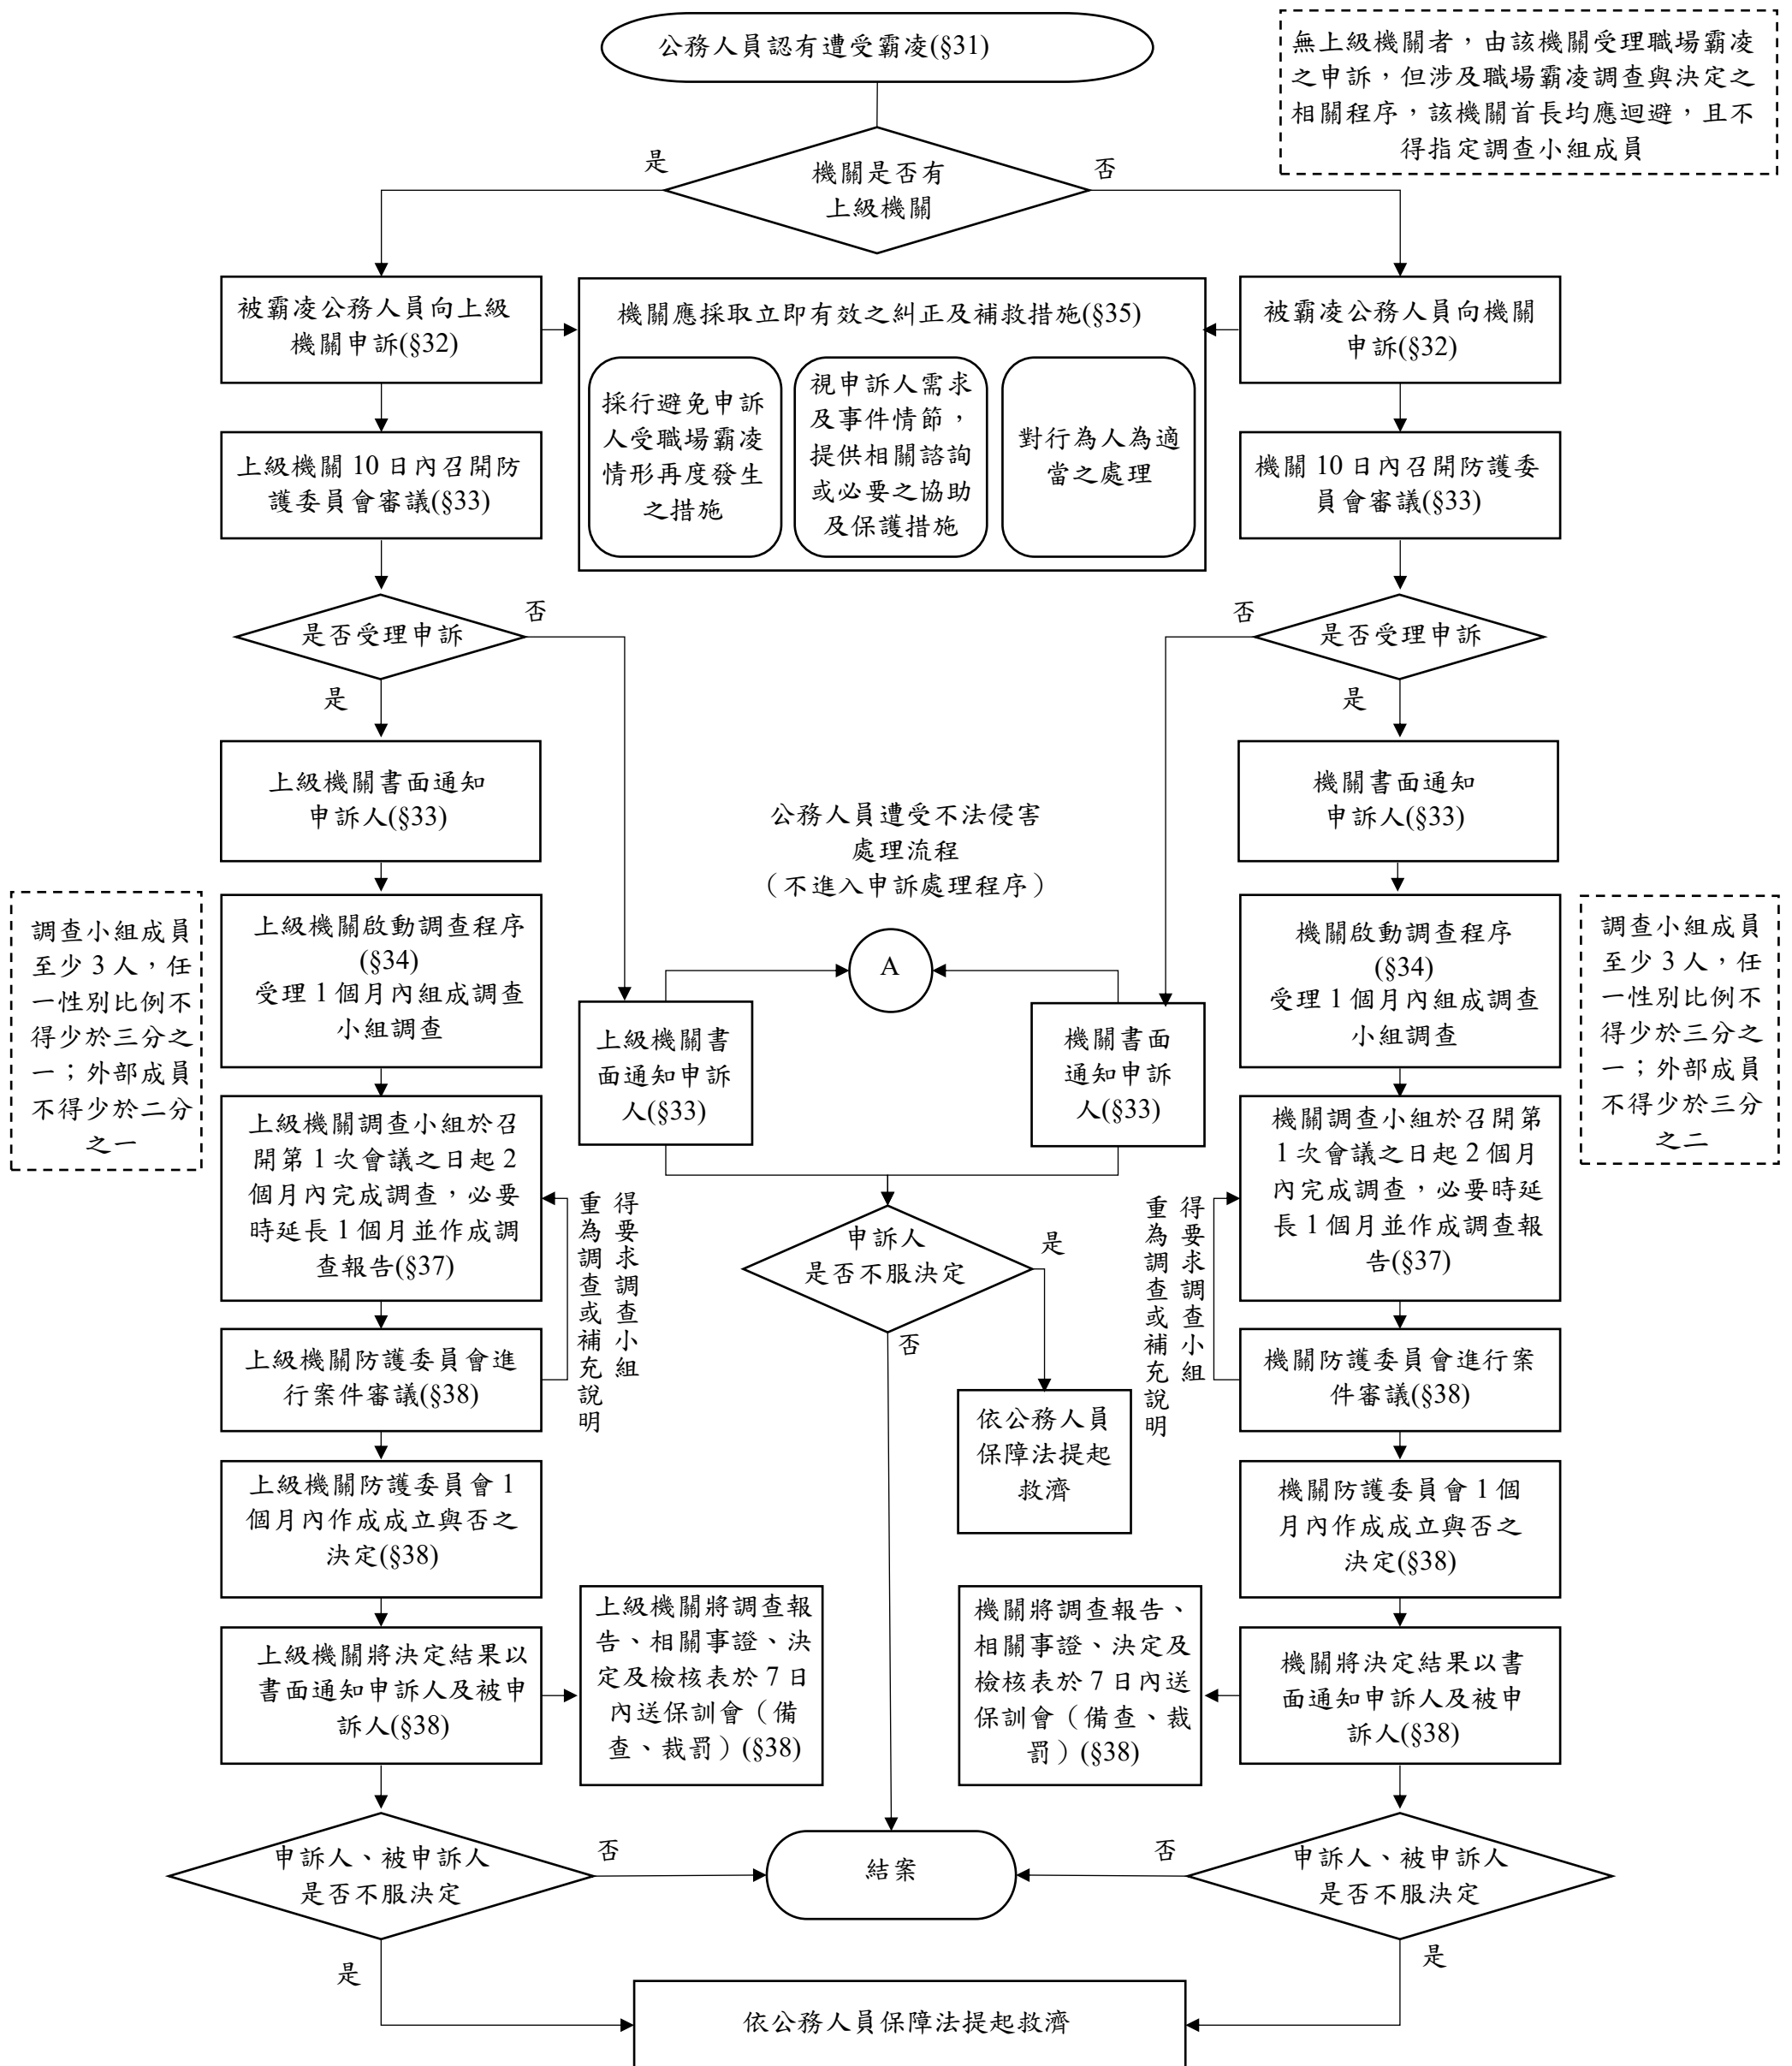 公務人員認有遭受霸凌(§31)
無上級機關者，由該機關受理職場霸凌
之申訴，但涉及職場霸凌調查與決定之
相關程序，該機關首長均應迴避，且不
得指定調查小組成員
機關是否有
上級機關
是
否
被霸凌公務人員向上級
機關申訴(§32)
機關應採取立即有效之糾正及補救措施(§35)
採行避免申訴
人受職場霸凌
情形再度發生
之措施
視申訴人需求
及事件情節，
提供相關諮詢
或必要之協助
及保護措施
對行為人為適
當之處理
被霸凌公務人員向機關
申訴(§32)
上級機關 10 日內召開防
護委員會審議(§33)
機關 10 日內召開防護委
員會審議(§33)
是否受理申訴
否
是
否
是否受理申訴
是
上級機關書面通知
申訴人(§33)
機關書面通知
申訴人(§33)
公務人員遭受不法侵害
處理流程
（不進入申訴處理程序）
A
調查小組成員
至少 3 人，任
一性別比例不
得少於三分之
一；外部成員
不得少於二分
之一
上級機關啟動調查程序
(§34)
受理 1 個月內組成調查
小組調查
上級機關書
面通知申訴
人(§33)
機關書面
通知申訴
人(§33)
機關啟動調查程序
(§34)
受理 1 個月內組成調查
小組調查
調查小組成員
至少 3 人，任
一性別比例不
得少於三分之
一；外部成員
不得少於三分
之二
上級機關調查小組於召
開第 1 次會議之日起 2
個月內完成調查，必要
時延長 1 個月並作成調
查報告(§37)
得要求調查小組
重為調查或補充說明
申訴人
是否不服決定
是
否
得要求調查小組
重為調查或補充說明
機關調查小組於召開第
1 次會議之日起 2 個月
內完成調查，必要時延
長 1 個月並作成調查報
告(§37)
上級機關防護委員會進
行案件審議(§38)
依公務人員
保障法提起
救濟
機關防護委員會進行案
件審議(§38)
上級機關防護委員會 1
個月內作成成立與否之
決定(§38)
機關防護委員會 1 個
月內作成成立與否之
決定(§38)
上級機關將決定結果以
書面通知申訴人及被申
訴人(§38)
上級機關將調查報
告、相關事證、決
定及檢核表於 7 日
內送保訓會（備
查、裁罰）(§38)
機關將調查報告、
相關事證、決定及
檢核表於 7 日內送
保訓會（備查、裁
罰）(§38)
機關將決定結果以書
面通知申訴人及被申
訴人(§38)
申訴人、被申訴人
是否不服決定
否
是
結案
否
申訴人、被申訴人
是否不服決定
是
依公務人員保障法提起救濟